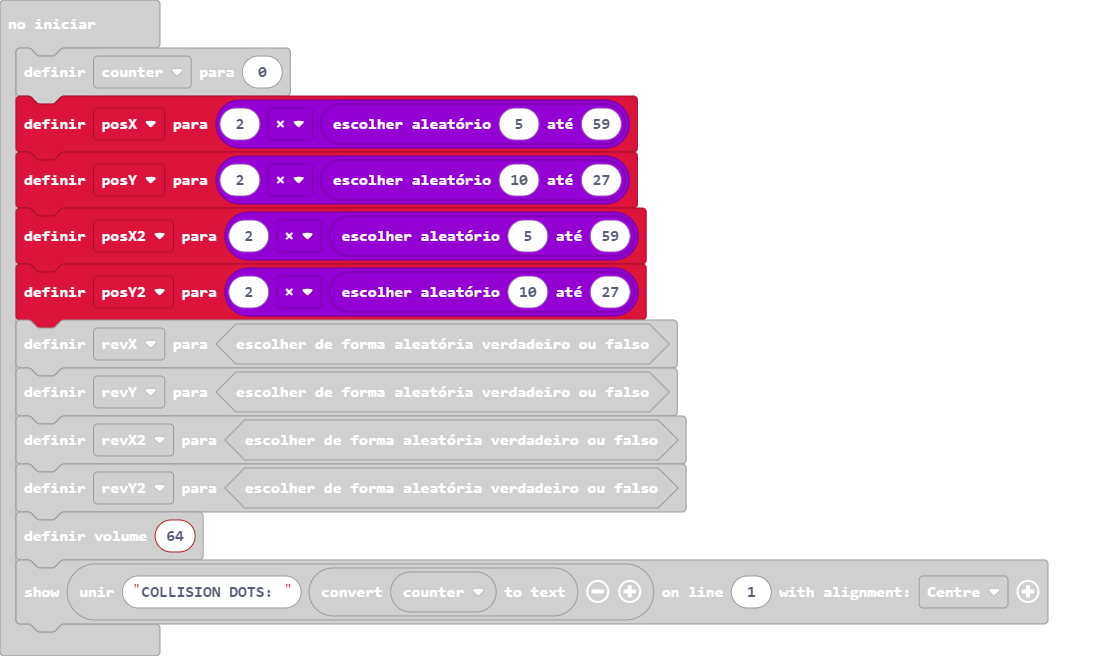 no iniciar
definir counter para 0
definir posX para 2 × escolher aleatório 5 até 59
definir posY para 2 × escolher aleatório 10 até 27
definir posX2 para 2 × escolher aleatório 5 até 59
definir posY2 para 2 × escolher aleatório 10 até 27
definir revX para escolher de forma aleatória verdadeiro ou falso
definir revY para escolher de forma aleatória verdadeiro ou falso
definir revX2 para escolher de forma aleatória verdadeiro ou falso
definir revY2 para escolher de forma aleatória verdadeiro ou falso
definir volume 64
show unir "COLLISION DOTS: " convert counter to text on line 1 with alignment: Centre